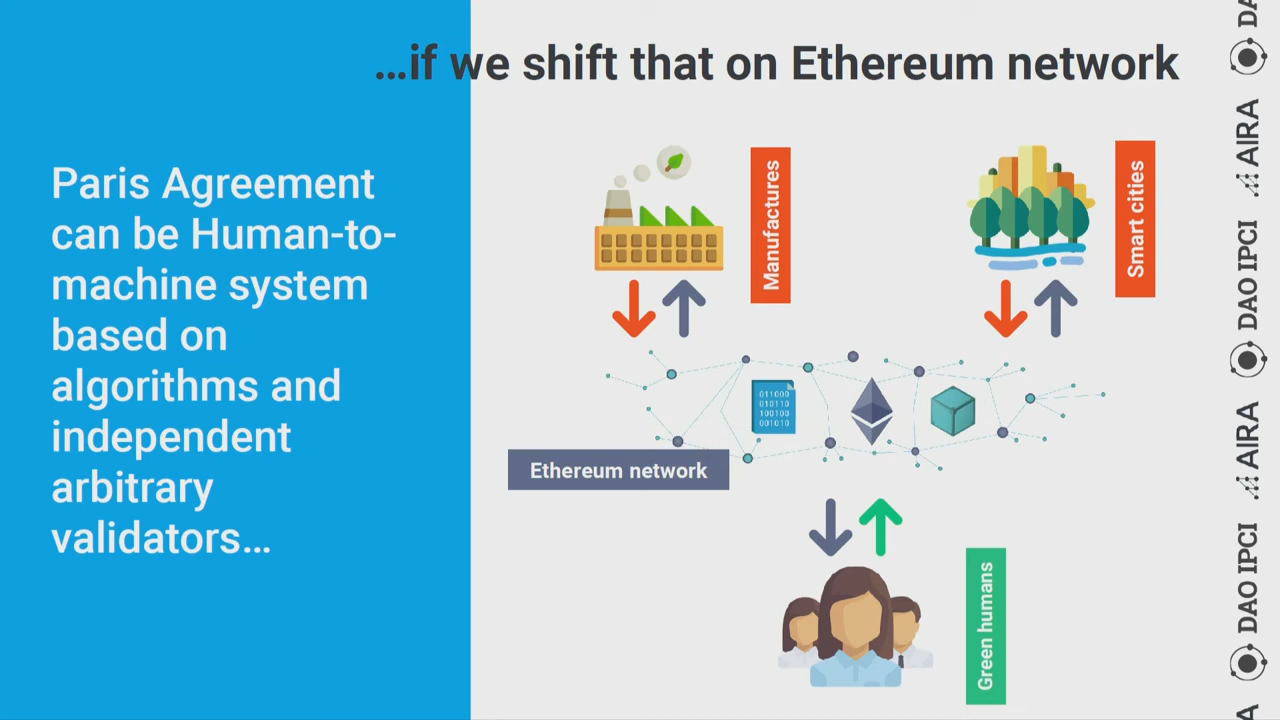 ...if we shift that on Ethereum network
Paris Agreement
can be Human-to-
machine system
based on
algorithms and
independent
arbitrary
validators...
Manufactures
Smart cities
011000
010110
100100
001010
Ethereum network
Green humans
DA
AIRA
DAO IPCI
AIRA
DAO IPCI
A